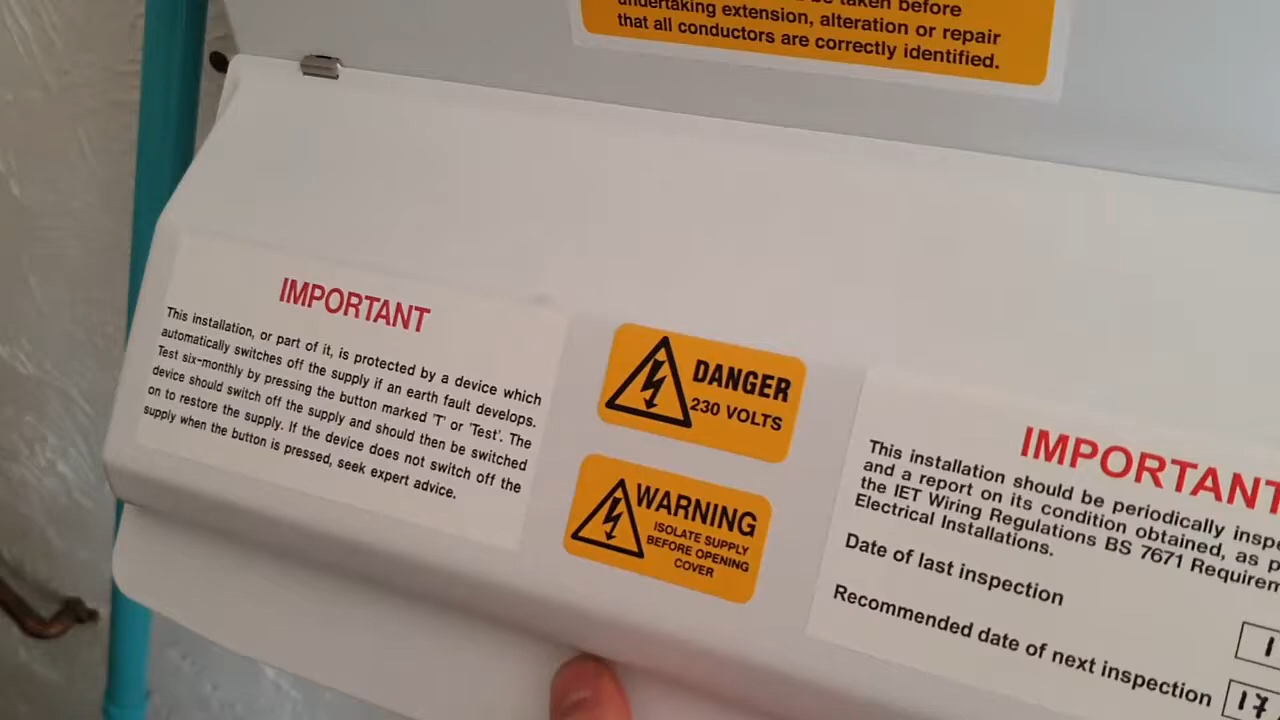 taken before
undertaking extension, alteration or repair
that all conductors are correctly identified.
IMPORTANT
This installation, or part of it, is protected by a device which
automatically switches off the supply if an earth fault develops.
Test six-monthly by pressing the button marked 'T' or 'Test'. The
device should switch off the supply and should then be switched
on to restore the supply. If the device does not switch off the
supply when the button is pressed, seek expert advice.
DANGER
230 VOLTS
WARNING
ISOLATE SUPPLY
BEFORE OPENING
COVER
IMPORTANT
This installation should be periodically inspe
and a report on its condition obtained, as p
the IET Wiring Regulations BS 7671 Requirem
Electrical Installations.
Date of last inspection
1
Recommended date of next inspection
17